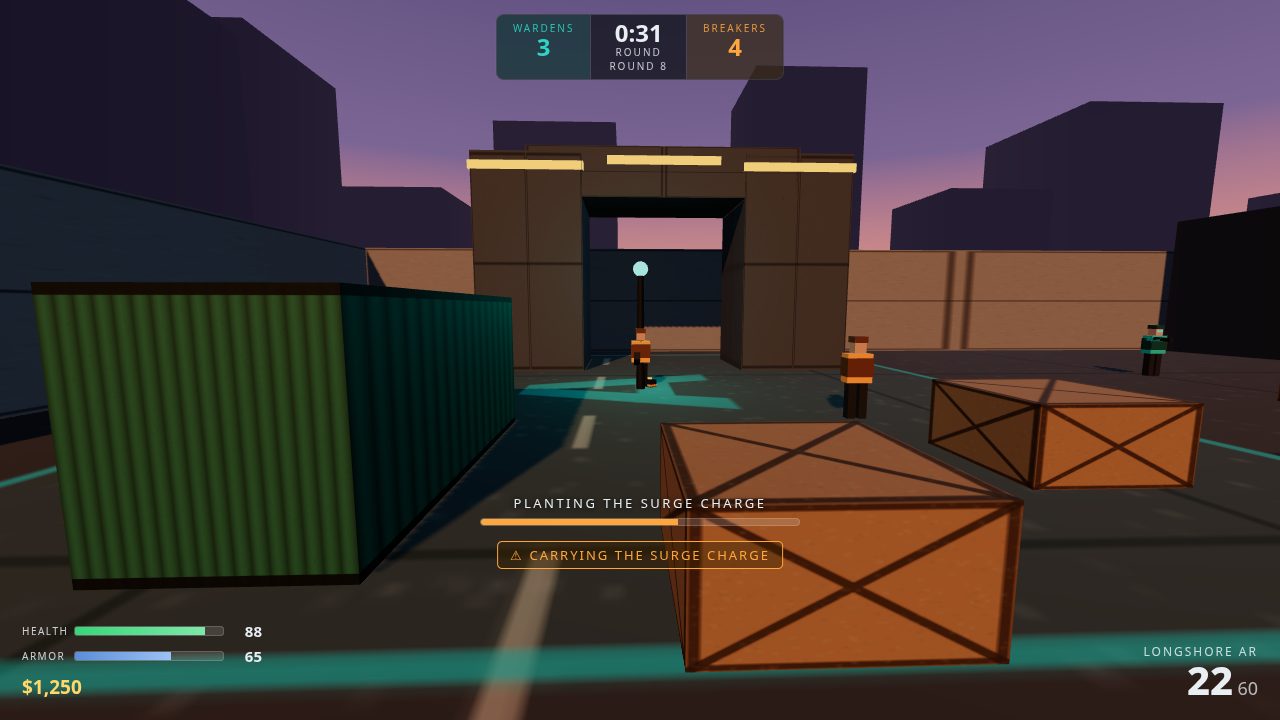 WARDENS
3
0:31
ROUND
ROUND 8
BREAKERS
4
PLANTING THE SURGE CHARGE
⚠ CARRYING THE SURGE CHARGE
HEALTH 88
ARMOR 65
$1,250
LONGSHORE AR
22 60